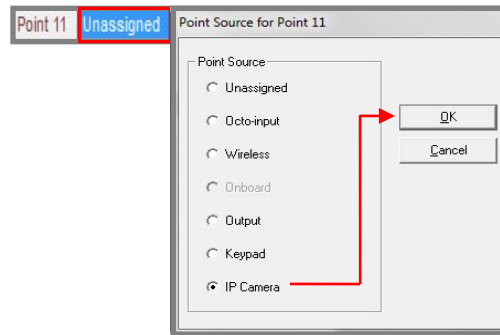 Point 11 Unassigned
Point Source for Point 11
Point Source
Unassigned
Octo-input
OK
Wireless
Cancel
Onboard
Output
Keypad
IP Camera